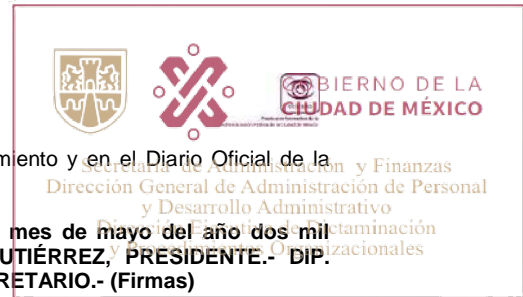 GOBIERNO DE LA
CIUDAD DE MÉXICO
miento y en el Diario Oficial de la
Secretaría de Administración y Finanzas
Dirección General de Administración de Personal
y Desarrollo Administrativo
mes de mayo del año dos mil
Dirección Ejecutiva de Dictaminación
UTIÉRREZ, PRESIDENTE.- DIP.
y Procedimientos Organizacionales
RETARIO.- (Firmas)